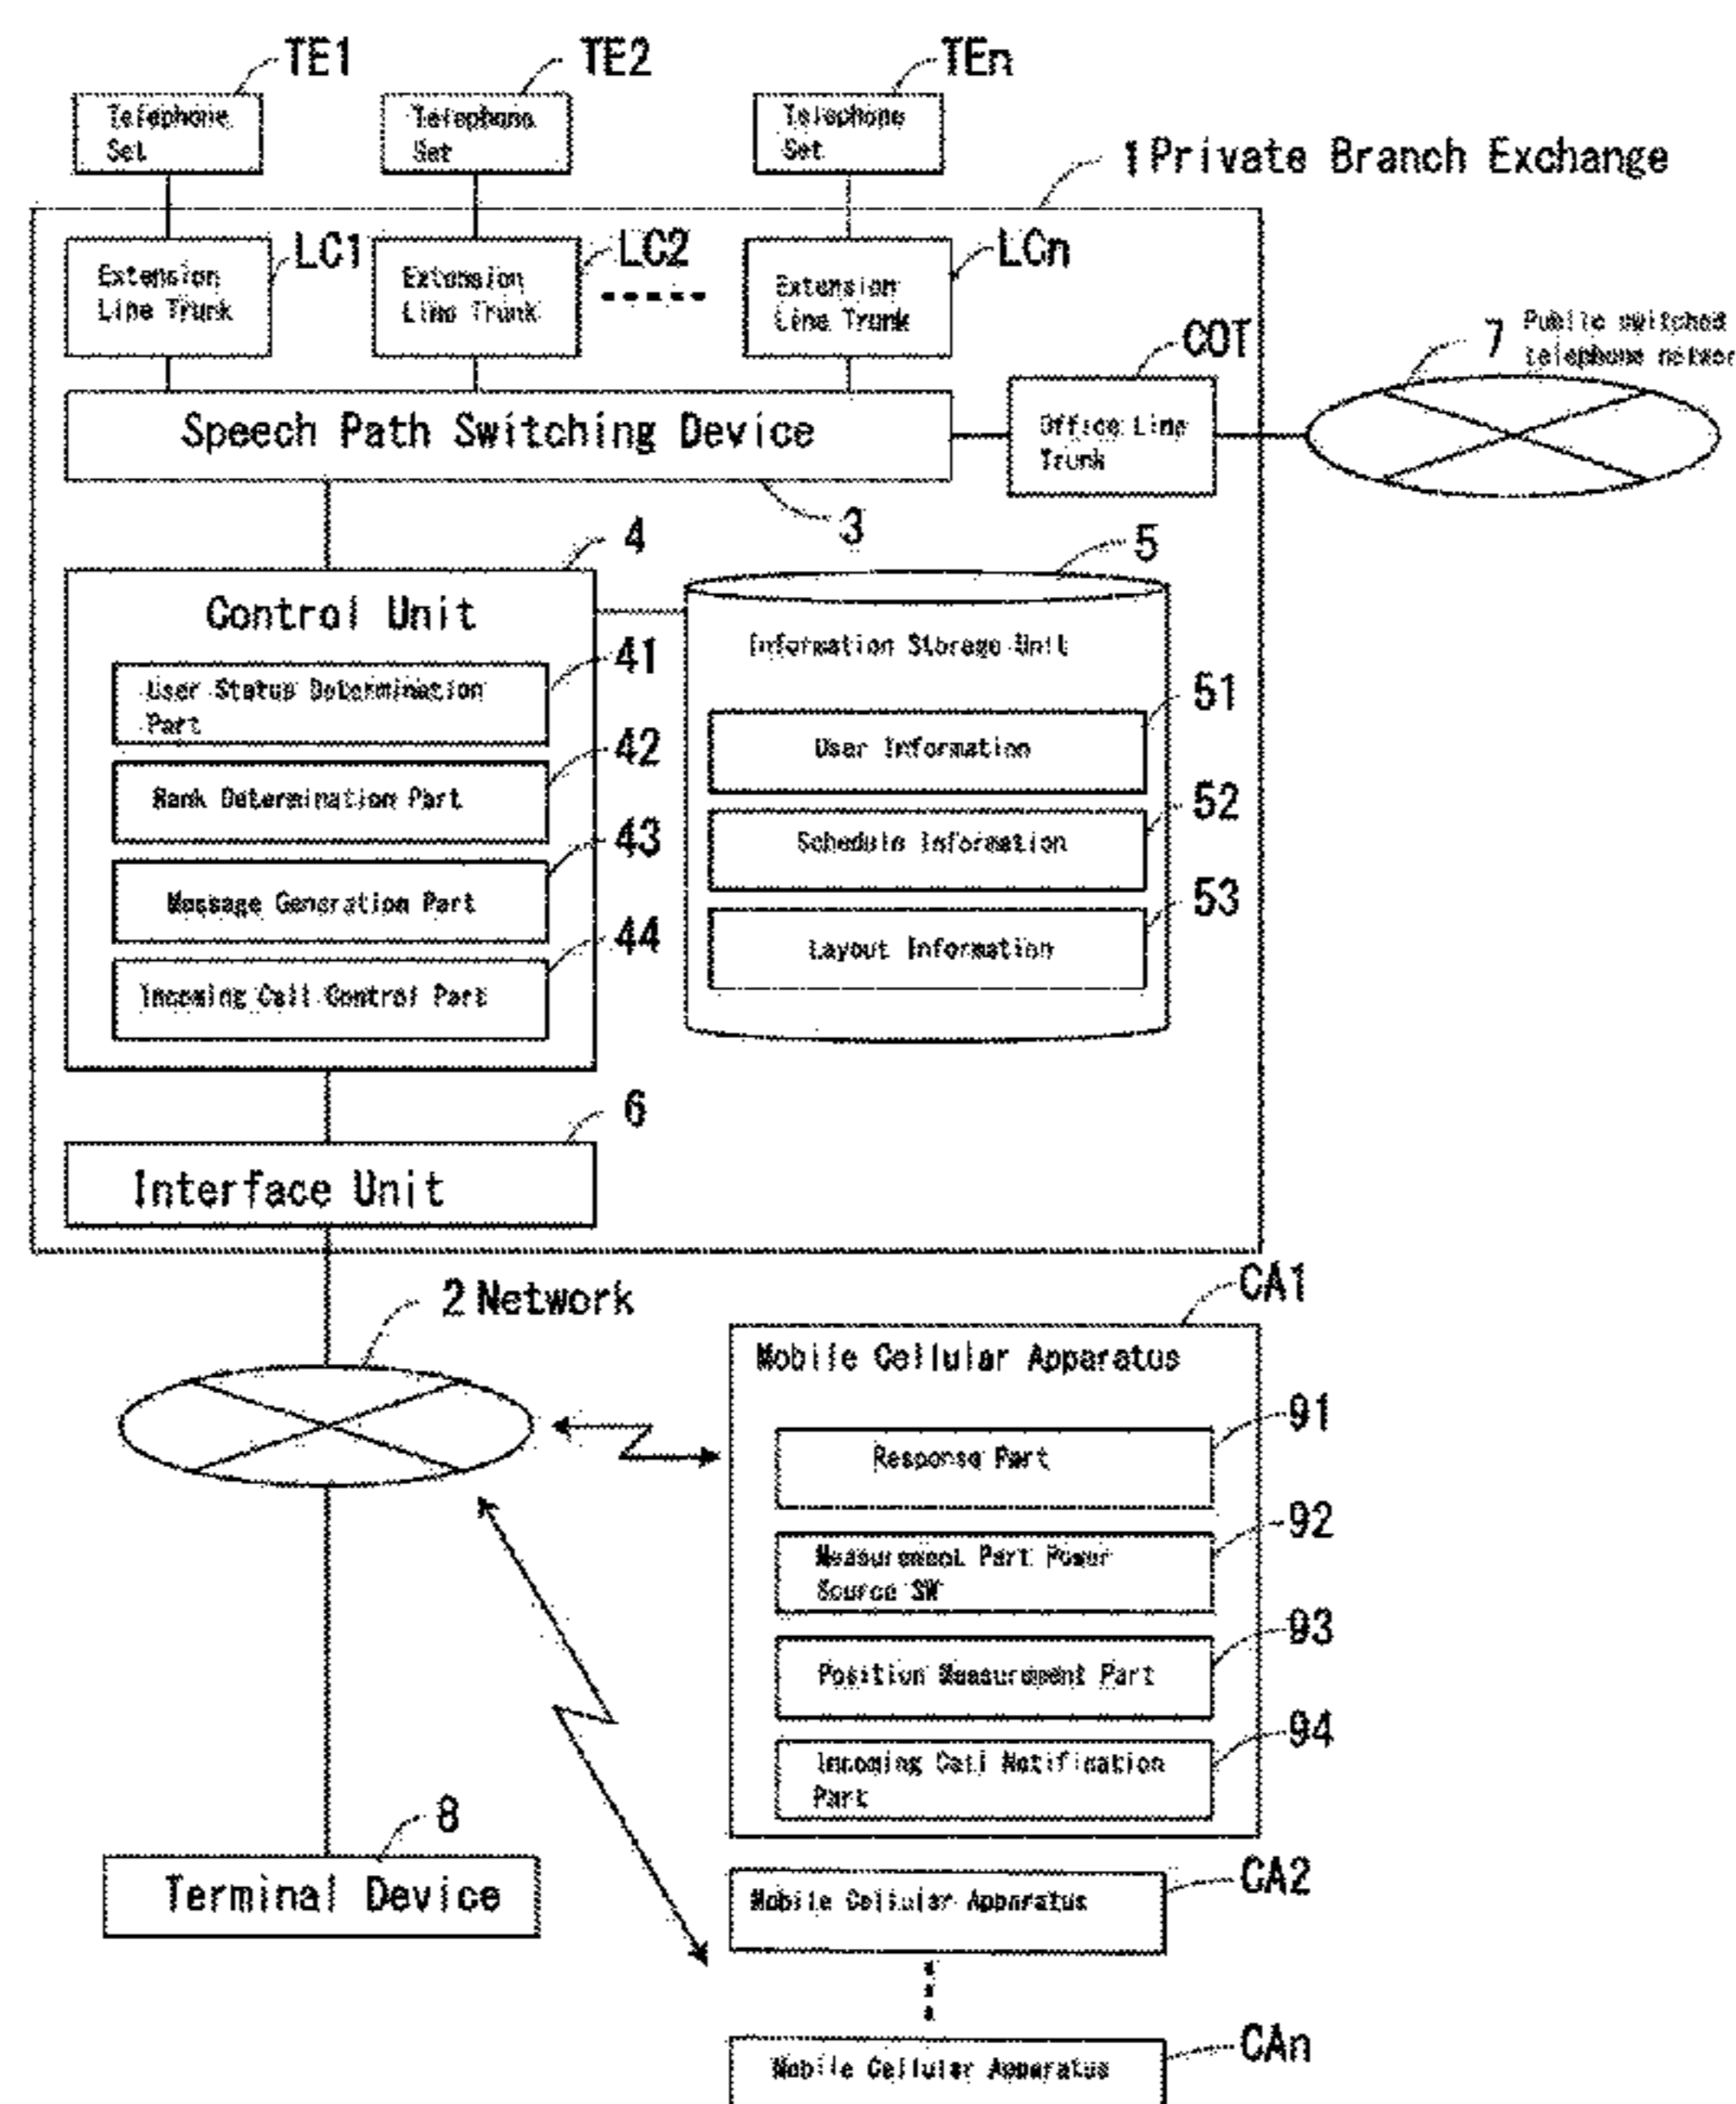 TE1
TE2
TEn
Telephone
Set
Telephone
Set
Telephone
Set
1 Private Branch Exchange
LC1
LC2
LCn
Extension
Line Trunk
Extension
Line Trunk
Extension
Line Trunk
COT
7 Public switched
telephone networ
Speech Path Switching Device
Office Line
Trunk
3
4
5
Control Unit
Information Storage Unit
41
User Status Determination
Part
51
User Information
42
Rank Determination Part
52
Schedule Information
43
Message Generation Part
53
Layout Information
44
Incoming Call Control Part
6
Interface Unit
2 Network
CA1
Mobile Cellular Apparatus
91
Response Part
92
Measurement Part Power
Source SW
93
Position Measurement Part
94
Incoming Call Notification
Part
8
Terminal Device
CA2
Mobile Cellular Apparatus
CAn
Mobile Cellular Apparatus